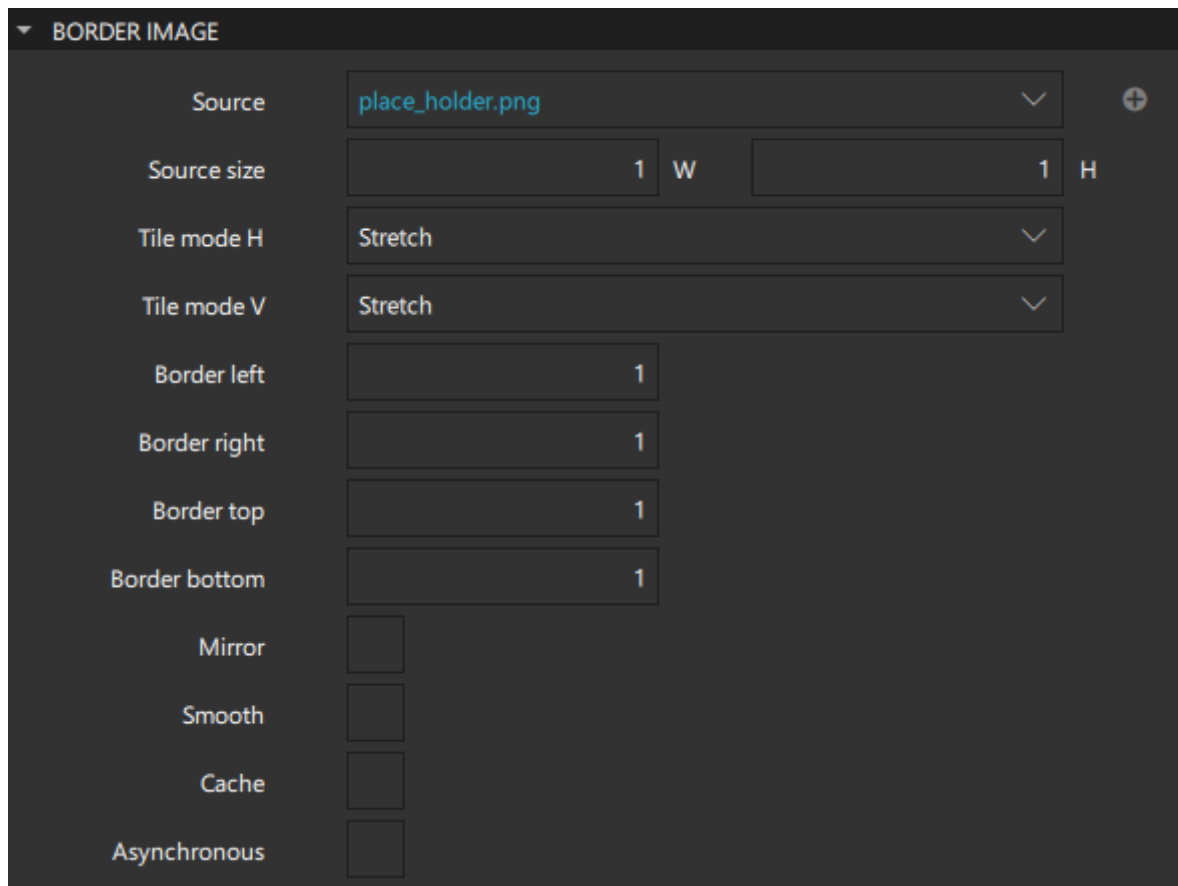 BORDER IMAGE
Source place_holder.png
Source size 1 W 1 H
Tile mode H Stretch
Tile mode V Stretch
Border left 1
Border right 1
Border top 1
Border bottom 1
Mirror
Smooth
Cache
Asynchronous